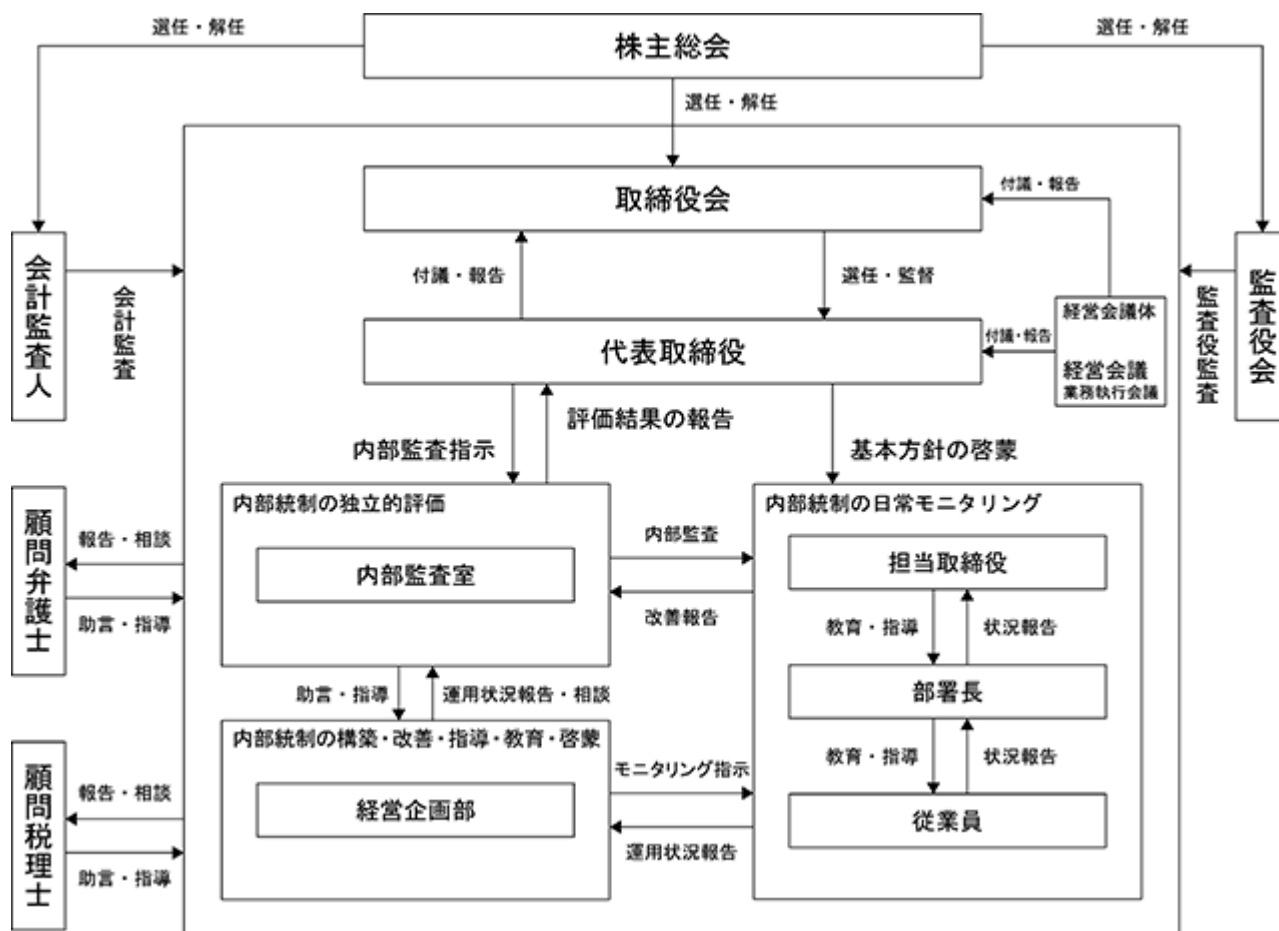 選任・解任
株主総会
選任・解任
選任・解任
取締役会
付議・報告
会計監査人
会計監査
付議・報告
選任・監督
監査役監査
監査役会
経営会議体
経営会議
業務執行会議
付議・報告
代表取締役
評価結果の報告
内部監査指示
基本方針の啓蒙
内部統制の独立的評価
内部監査室
内部監査
改善報告
内部統制の日常モニタリング
担当取締役
教育・指導
状況報告
部署長
教育・指導
状況報告
従業員
顧問弁護士
報告・相談
助言・指導
助言・指導
運用状況報告・相談
内部統制の構築・改善・指導・教育・啓蒙
経営企画部
モニタリング指示
運用状況報告
顧問税理士
報告・相談
助言・指導